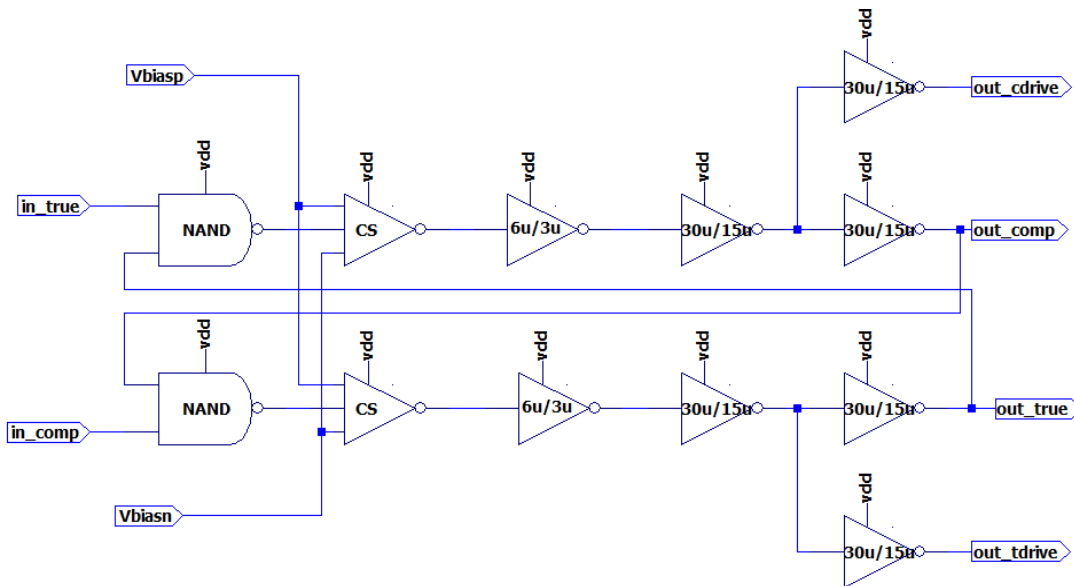 vdd
30u/15u
out_cdrive
Vbiasp
vdd
vdd
vdd
vdd
vdd
in_true
NAND
CS
6u/3u
30u/15u
30u/15u
out_comp
vdd
vdd
vdd
vdd
vdd
NAND
CS
6u/3u
30u/15u
30u/15u
out_true
in_comp
vdd
Vbiasn
30u/15u
out_tdrive